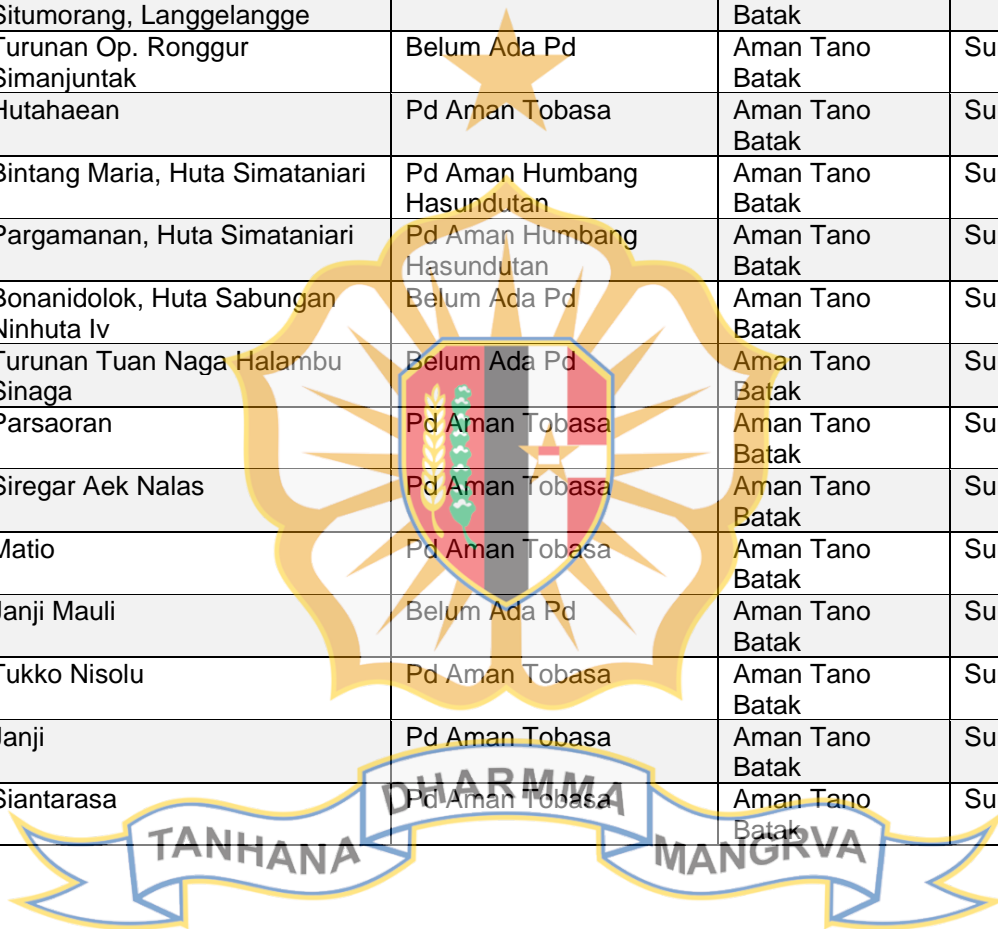 Situmorang, Langgelangge Batak
Turunan Op. Ronggur Belum Ada Pd Aman Tano Su
Simanjuntak Batak
Hutahaean Pd Aman Tobasa Aman Tano Su
Batak
Bintang Maria, Huta Simataniari Pd Aman Humbang Aman Tano Su
Hasundutan Batak
Pargamanan, Huta Simataniari Pd Aman Humbang Aman Tano Su
Hasundutan Batak
Bonanidolok, Huta Sabungan Belum Ada Pd Aman Tano Su
Ninhuta Iv Batak
Turunan Tuan Naga Halambu Belum Ada Pd Aman Tano Su
Sinaga Batak
Parsaoran Pd Aman Tobasa Aman Tano Su
Batak
Siregar Aek Nalas Pd Aman Tobasa Aman Tano Su
Batak
Matio Pd Aman Tobasa Aman Tano Su
Batak
Janji Mauli Belum Ada Pd Aman Tano Su
Batak
Tukko Nisolu Pd Aman Tobasa Aman Tano Su
Batak
Janji Pd Aman Tobasa Aman Tano Su
Batak
Siantarasa Pd Aman Tobasa Aman Tano Su
Batak
TANHANA DHARMMA MANGRVA